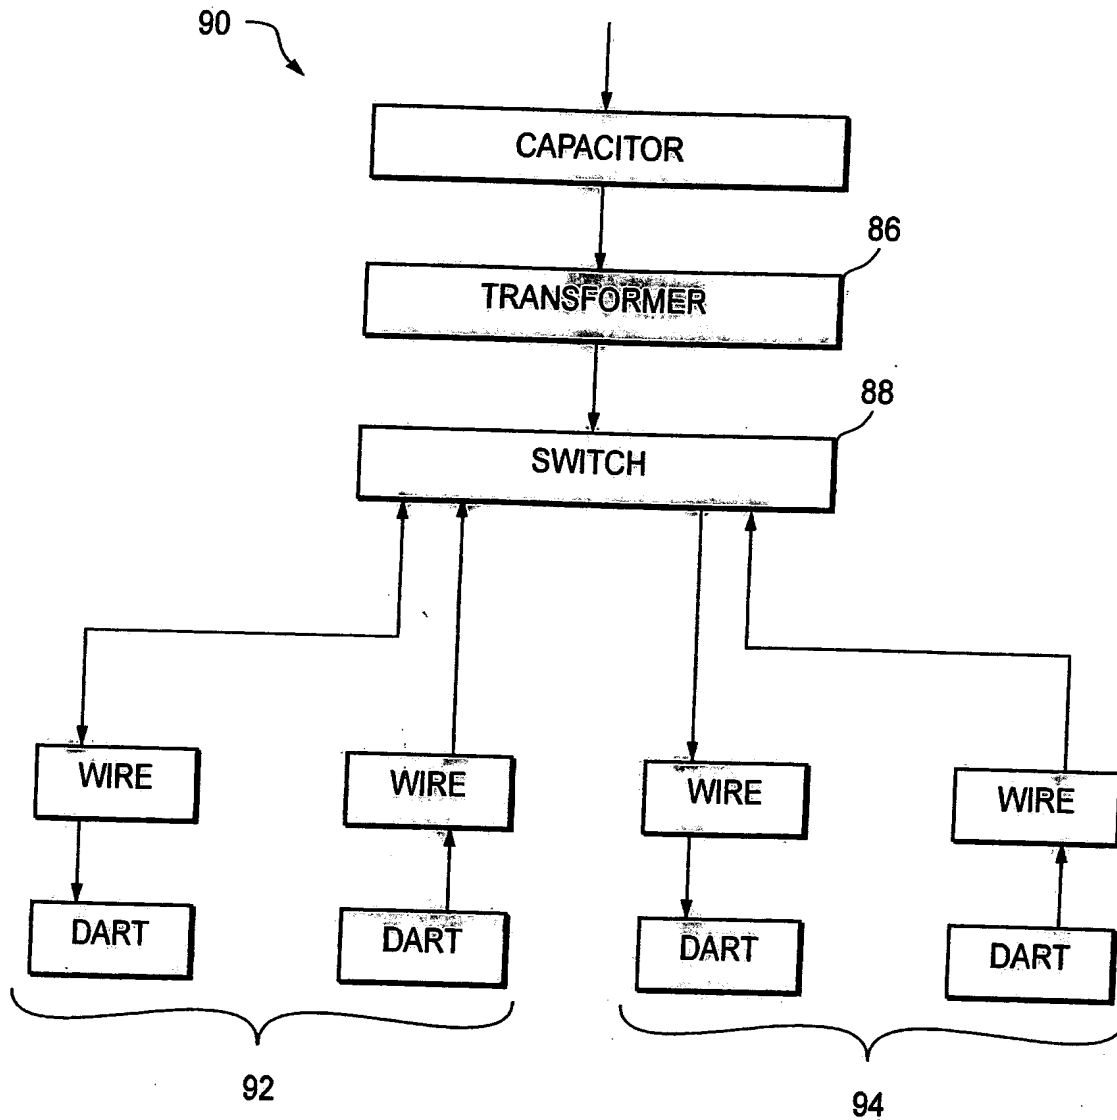 90
CAPACITOR
86
TRANSFORMER
88
SWITCH
WIRE
WIRE
WIRE
WIRE
DART
DART
DART
DART
92
94